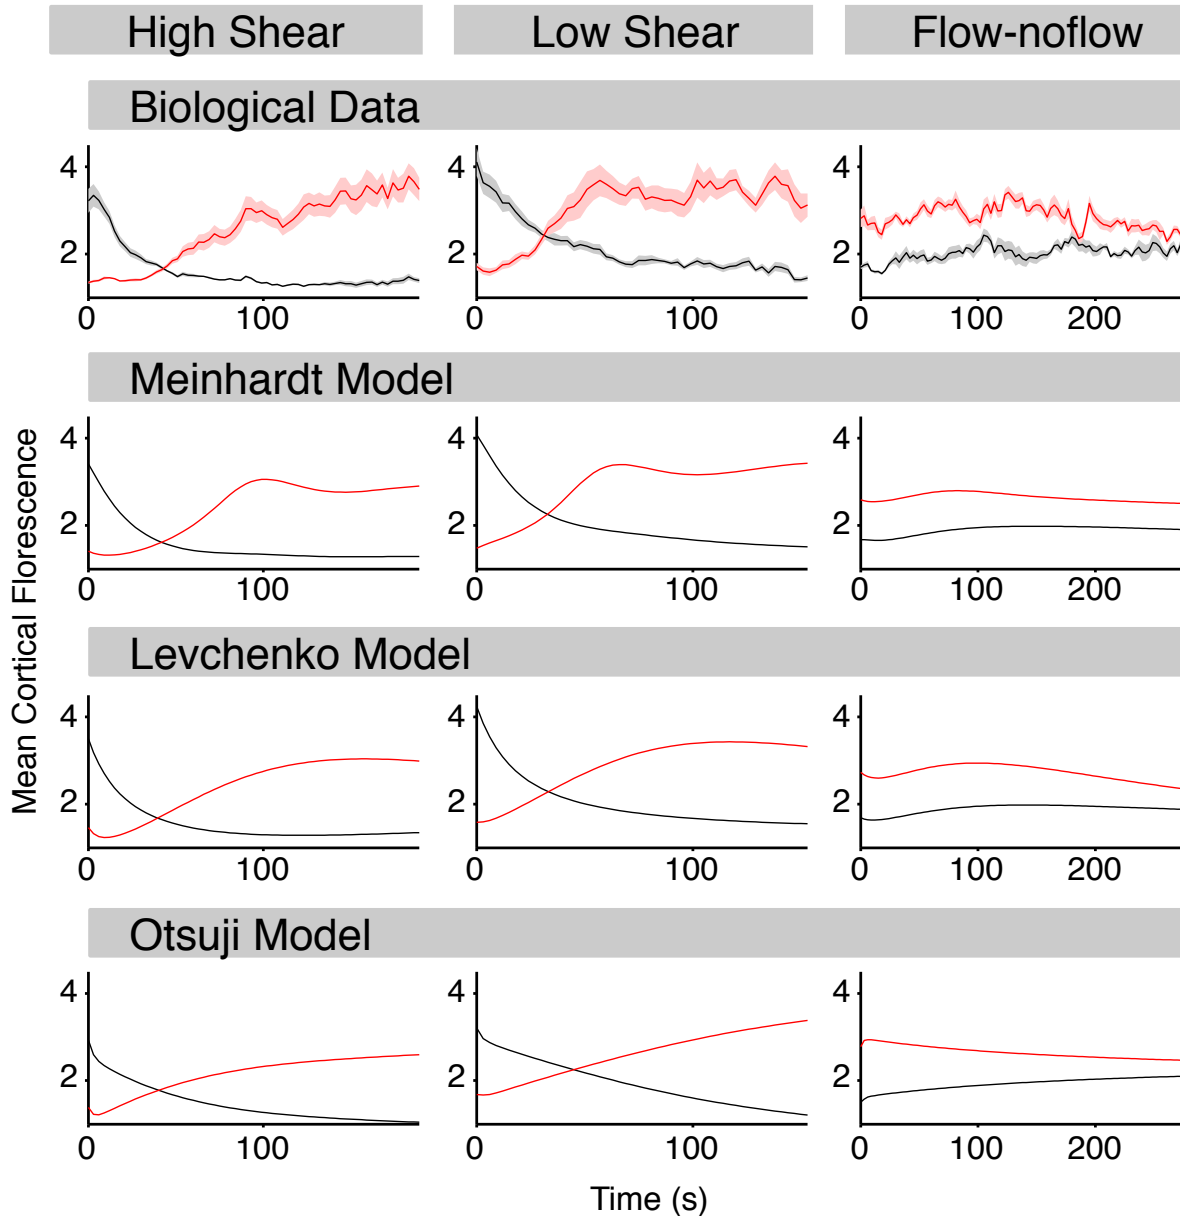 High Shear Low Shear Flow-noflow
Biological Data
4 4 4
2 2 2
0 100 0 100 0 100 200
Meinhardt Model
4 4 4
2 2 2
0 100 0 100 0 100 200
Levchenko Model
4 4 4
2 2 2
0 100 0 100 0 100 200
Otsuji Model
4 4 4
2 2 2
0 100 0 100 0 100 200
Mean Cortical Florescence
Time (s)